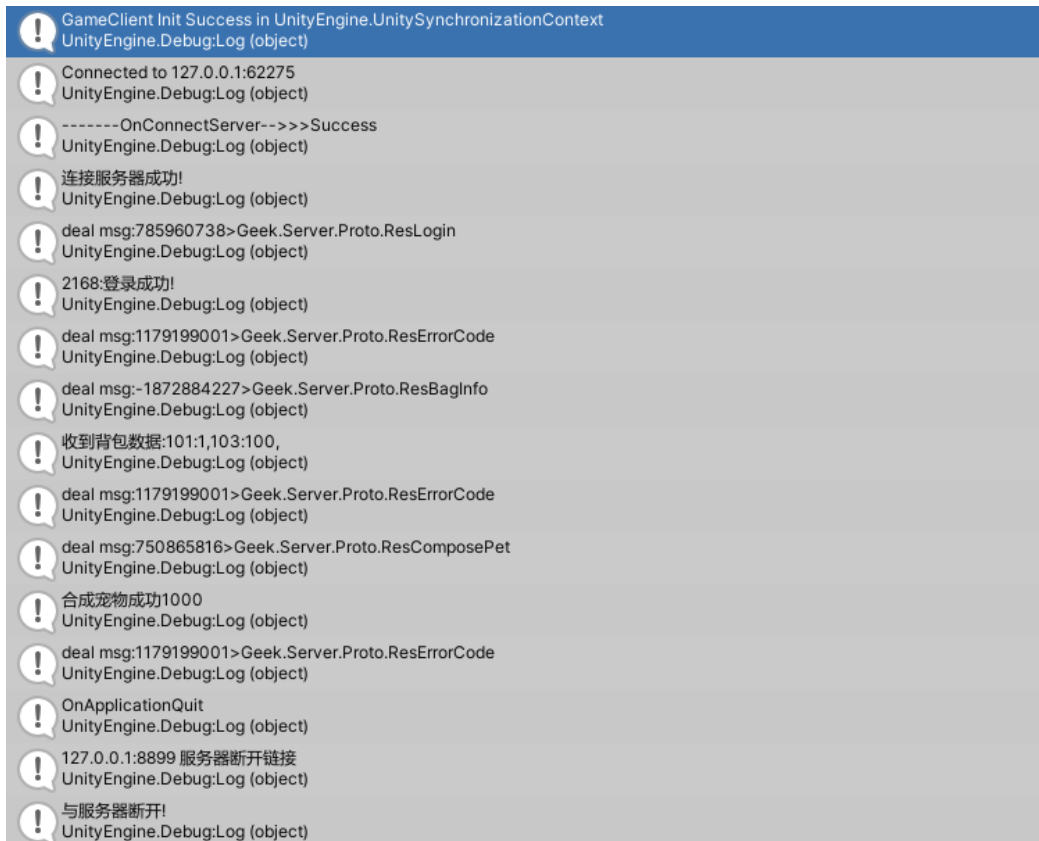 GameClient Init Success in UnityEngine.UnitySynchronizationContext
UnityEngine.Debug:Log (object)
Connected to 127.0.0.1:62275
UnityEngine.Debug:Log (object)
-------OnConnectServer-->>>Success
UnityEngine.Debug:Log (object)
连接服务器成功!
UnityEngine.Debug:Log (object)
deal msg:785960738>Geek.Server.Proto.ResLogin
UnityEngine.Debug:Log (object)
2168:登录成功!
UnityEngine.Debug:Log (object)
deal msg:1179199001>Geek.Server.Proto.ResErrorCode
UnityEngine.Debug:Log (object)
deal msg:-1872884227>Geek.Server.Proto.ResBagInfo
UnityEngine.Debug:Log (object)
收到背包数据:101:1,103:100,
UnityEngine.Debug:Log (object)
deal msg:1179199001>Geek.Server.Proto.ResErrorCode
UnityEngine.Debug:Log (object)
deal msg:750865816>Geek.Server.Proto.ResComposePet
UnityEngine.Debug:Log (object)
合成宠物成功1000
UnityEngine.Debug:Log (object)
deal msg:1179199001>Geek.Server.Proto.ResErrorCode
UnityEngine.Debug:Log (object)
OnApplicationQuit
UnityEngine.Debug:Log (object)
127.0.0.1:8899 服务器断开链接
UnityEngine.Debug:Log (object)
与服务器断开!
UnityEngine.Debug:Log (object)